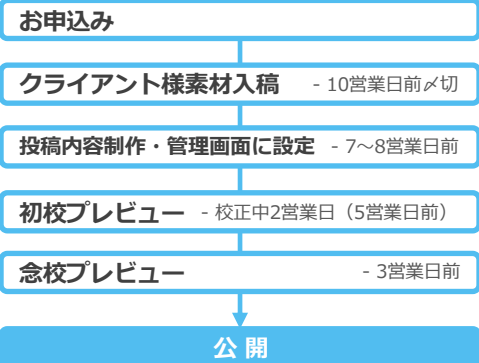 お申込み
クライアント様素材入稿 - 10営業日前〆切
投稿内容制作・管理画面に設定 - 7～8営業日前
初校プレビュー - 校正中2営業日（5営業日前）
念校プレビュー - 3営業日前
公開